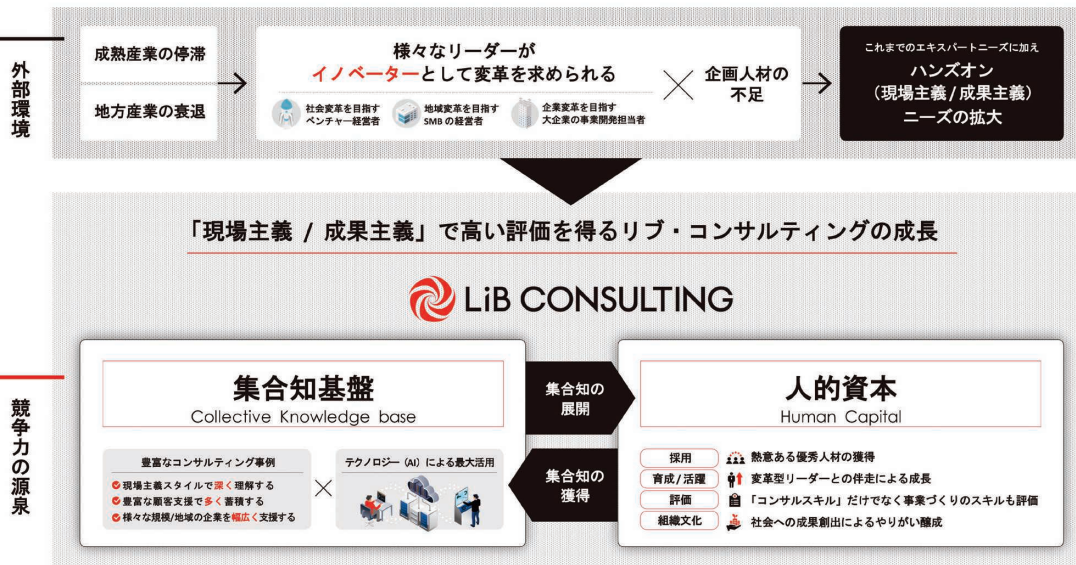 外部環境
成熟産業の停滞
地方産業の衰退
様々なリーダーが
イノベーターとして変革を求められる
社会変革を目指す
ベンチャー経営者
地域変革を目指す
SMBの経営者
企業変革を目指す
大企業の事業開発担当者
企画人材の
不足
これまでのエキスパートニーズに加え
ハンズオン
(現場主義/成果主義)
ニーズの拡大
「現場主義 / 成果主義」で高い評価を得るリブ・コンサルティングの成長
LiB CONSULTING
競争力の源泉
集合知基盤
Collective Knowledge base
豊富なコンサルティング事例
現場主義スタイルで深く理解する
豊富な顧客支援で多く蓄積する
様々な規模/地域の企業を幅広く支援する
×
テクノロジー (AI) による最大活用
集合知の
展開
集合知の
獲得
人的資本
Human Capital
採用 熱意ある優秀人材の獲得
育成/活躍 変革型リーダーとの伴走による成長
評価 「コンサルスキル」だけでなく事業づくりのスキルも評価
組織文化 社会への成果創出によるやりがい醸成